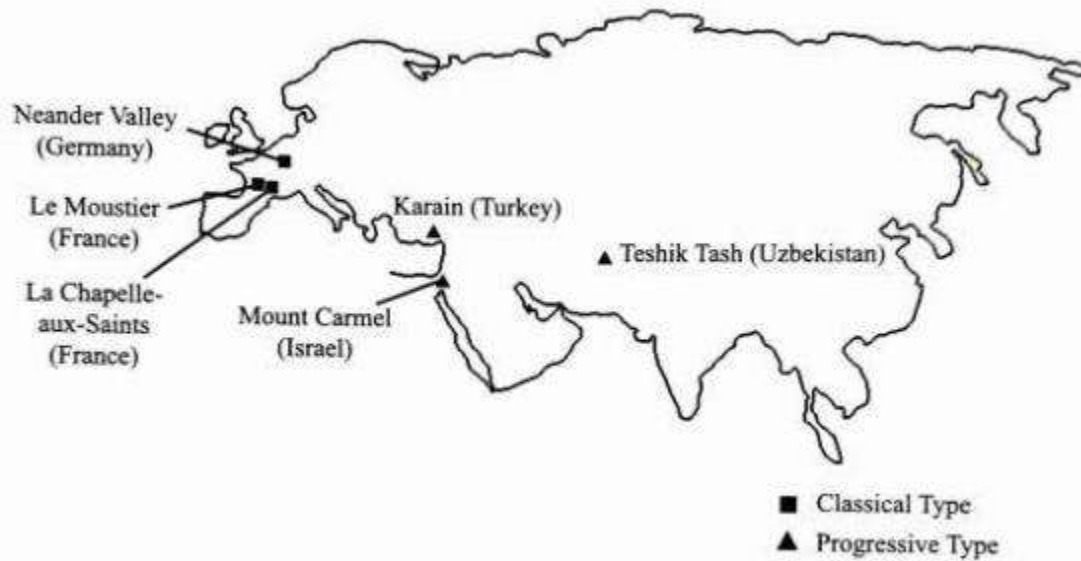 Neander Valley
(Germany)
Le Moustier
(France)
La Chapelle-
aux-Saints
(France)
Karain (Turkey)
Mount Carmel
(Israel)
Teshik Tash (Uzbekistan)
Classical Type
Progressive Type